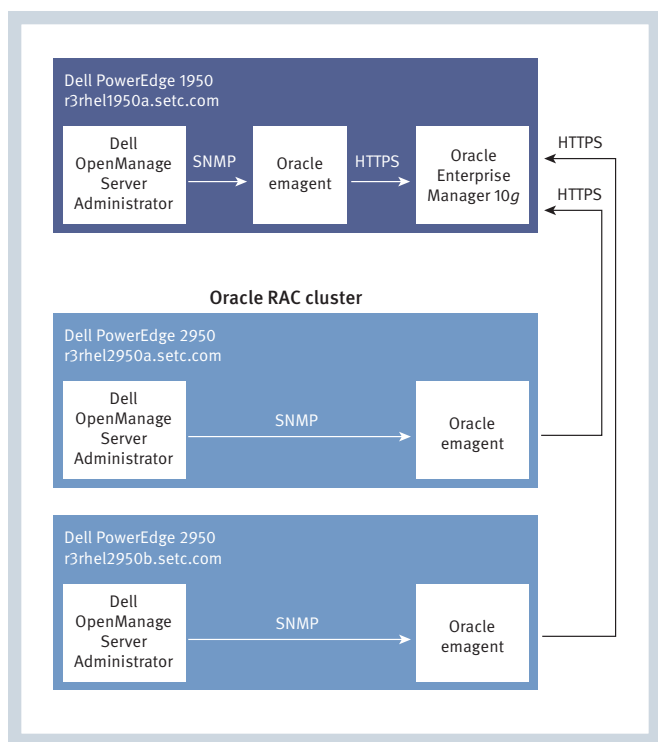 Dell PowerEdge 1950
r3rhel1950a.setc.com
Dell
OpenManage
Server
Administrator
SNMP
Oracle
emagent
HTTPS
Oracle
Enterprise
Manager 10g
HTTPS
HTTPS
Oracle RAC cluster
Dell PowerEdge 2950
r3rhel2950a.setc.com
Dell
OpenManage
Server
Administrator
SNMP
Oracle
emagent
Dell PowerEdge 2950
r3rhel2950b.setc.com
Dell
OpenManage
Server
Administrator
SNMP
Oracle
emagent